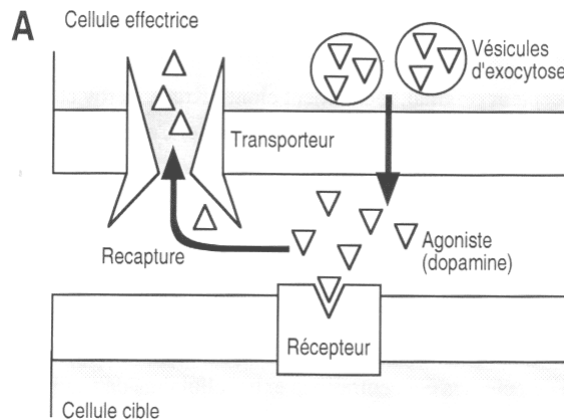 A
Cellule effectrice
Vésicules
d'exocytose
Transporteur
Recapture
Agoniste
(dopamine)
Récepteur
Cellule cible